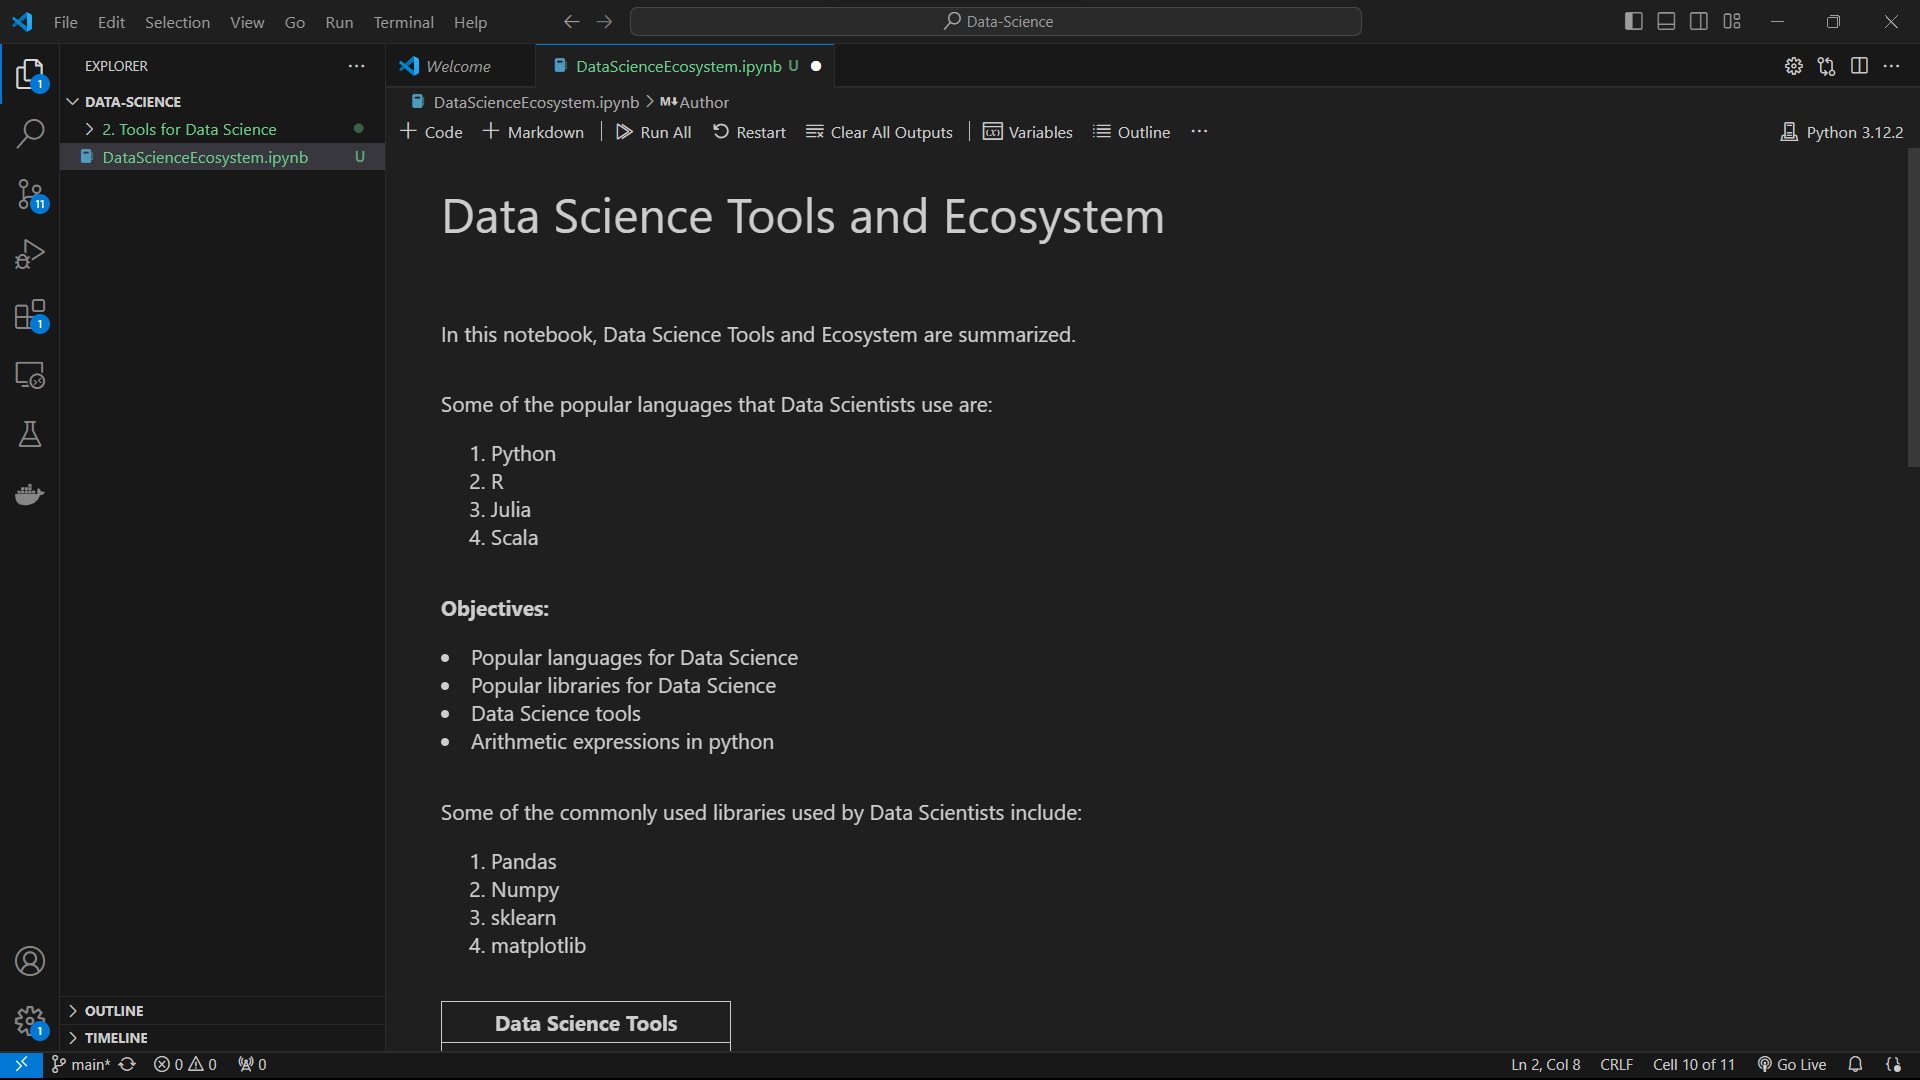 File Edit Selection View Go Run Terminal Help
Data-Science
EXPLORER
1
DATA-SCIENCE
2. Tools for Data Science
DataScienceEcosystem.ipynb U
11
1
1
OUTLINE
TIMELINE
Welcome
DataScienceEcosystem.ipynb U
DataScienceEcosystem.ipynb > M Author
Code Markdown Run All Restart Clear All Outputs Variables Outline
Python 3.12.2
Data Science Tools and Ecosystem
In this notebook, Data Science Tools and Ecosystem are summarized.
Some of the popular languages that Data Scientists use are:
1. Python
2. R
3. Julia
4. Scala
Objectives:
• Popular languages for Data Science
• Popular libraries for Data Science
• Data Science tools
• Arithmetic expressions in python
Some of the commonly used libraries used by Data Scientists include:
1. Pandas
2. Numpy
3. sklearn
4. matplotlib
Data Science Tools
main* 0 0 0
Ln 2, Col 8 CRLF Cell 10 of 11 Go Live